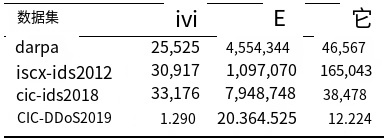 数据集 ivi E 它
darpa 25,525 4,554,344 46,567
iscx-ids2012 30,917 1,097,070 165,043
cic-ids2018 33,176 7,948,748 38,478
CIC-DDoS2019 1.290 20.364.525 12.224